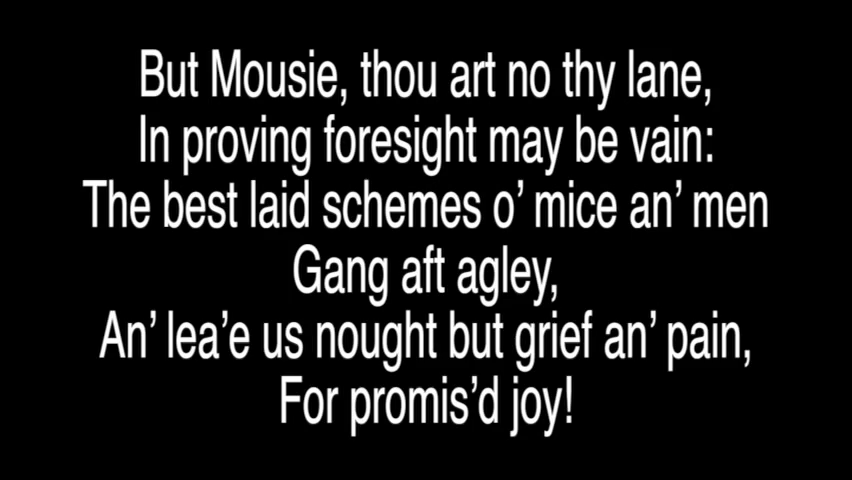 But Mousie, thou art no thy lane,
In proving foresight may be vain:
The best laid schemes o’ mice an’ men
Gang aft agley,
An’ lea’e us nought but grief an’ pain,
For promis’d joy!